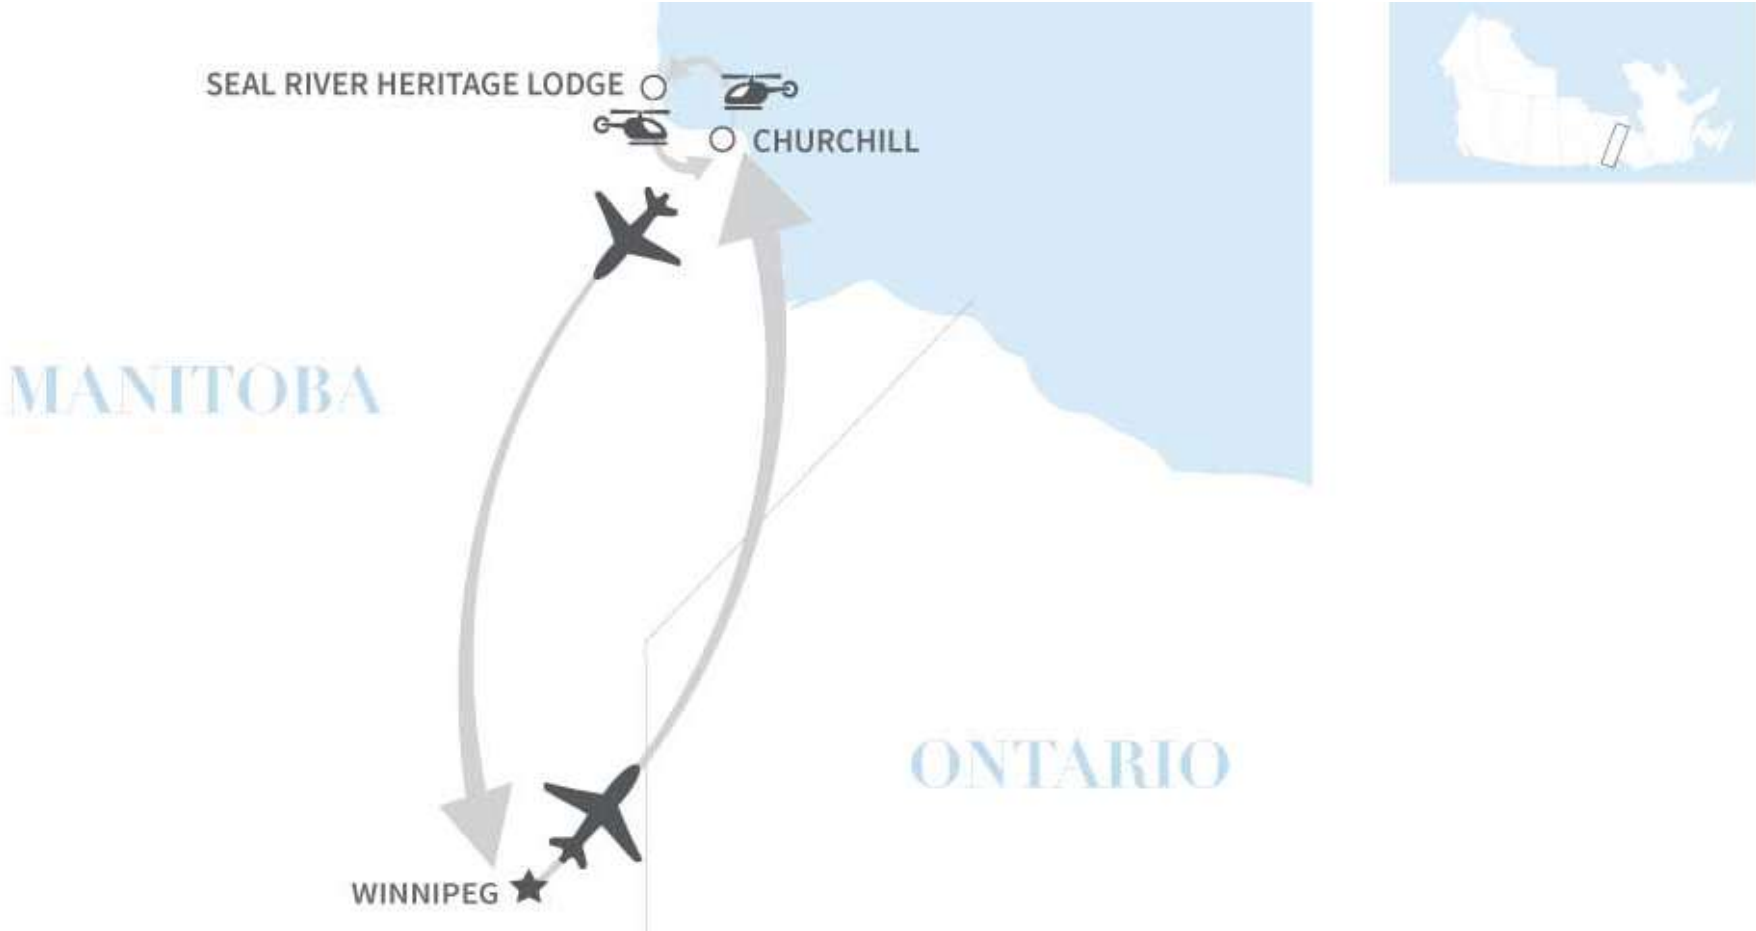 SEAL RIVER HERITAGE LODGE
CHURCHILL
MANITOBA
ONTARIO
WINNIPEG